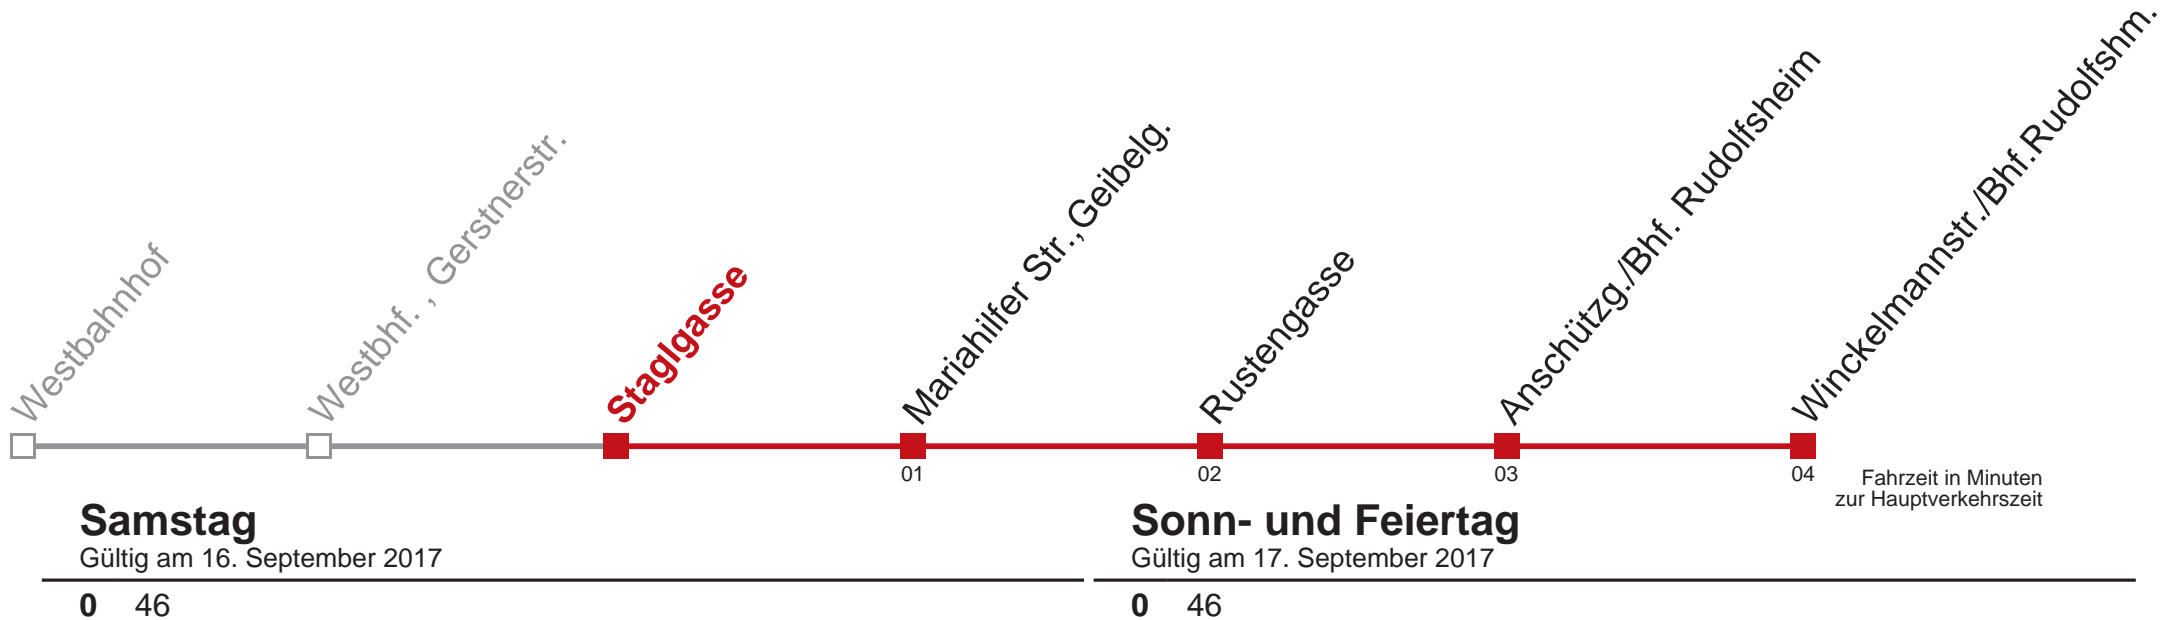 Westbahnhof
Westbhf. , Gerstnerstr.
Staglgasse
Mariahilfer Str.,Geibelg.
Rustengasse
Anschützg./Bhf. Rudolfsheim
Winckelmannstr./Bhf.Rudolfshm.
01
02
03
04
Fahrzeit in Minuten
zur Hauptverkehrszeit
Samstag
Gültig am 16. September 2017
0 46
Sonn- und Feiertag
Gültig am 17. September 2017
0 46